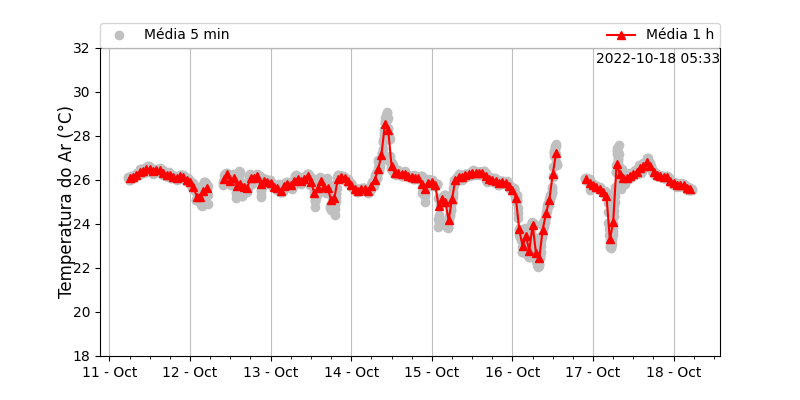 Média 5 min
Média 1 h
2022-10-18 05:33
Temperatura do Ar (°C)
32
30
28
26
24
22
20
18
11 - Oct
12 - Oct
13 - Oct
14 - Oct
15 - Oct
16 - Oct
17 - Oct
18 - Oct